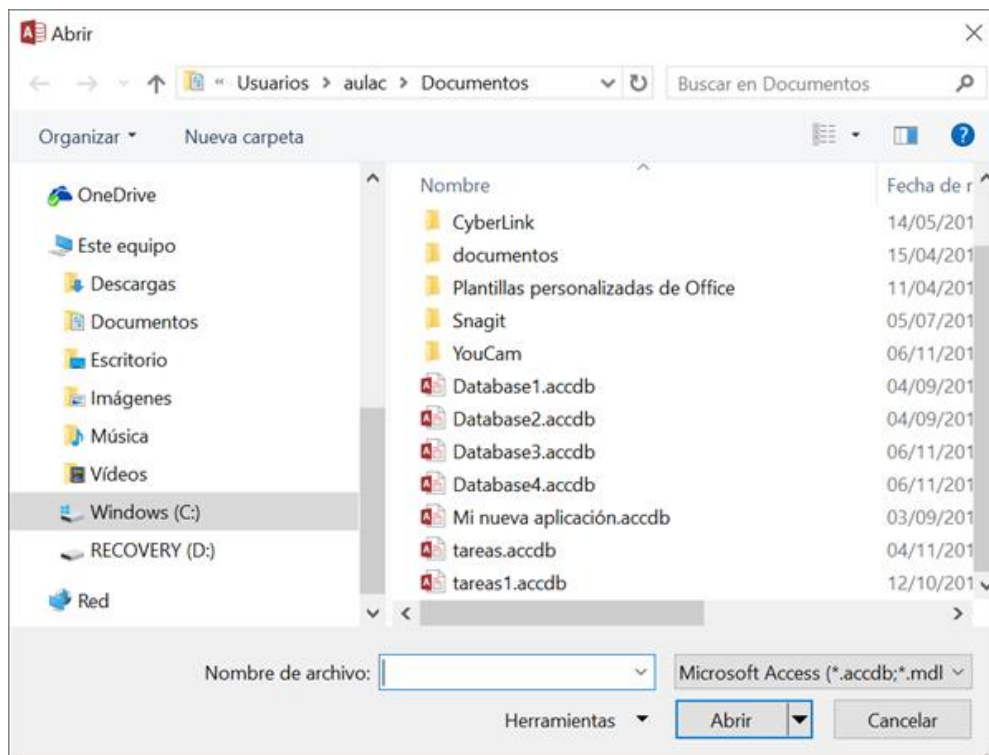 Abrir
« Usuarios > aulac > Documentos
Buscar en Documentos
Organizar
Nueva carpeta
OneDrive
Este equipo
Descargas
Documentos
Escritorio
Imágenes
Música
Vídeos
Windows (C:)
RECOVERY (D:)
Red
Nombre Fecha de r
CyberLink 14/05/201
documentos 15/04/201
Plantillas personalizadas de Office 11/04/201
Snagit 05/07/201
YouCam 06/11/201
Database1.accdb 04/09/201
Database2.accdb 04/09/201
Database3.accdb 06/11/201
Database4.accdb 06/11/201
Mi nueva aplicación.accdb 03/09/201
tareas.accdb 04/11/201
tareas1.accdb 12/10/201
Nombre de archivo:
Microsoft Access (*.accdb;*.mdl
Herramientas
Abrir
Cancelar